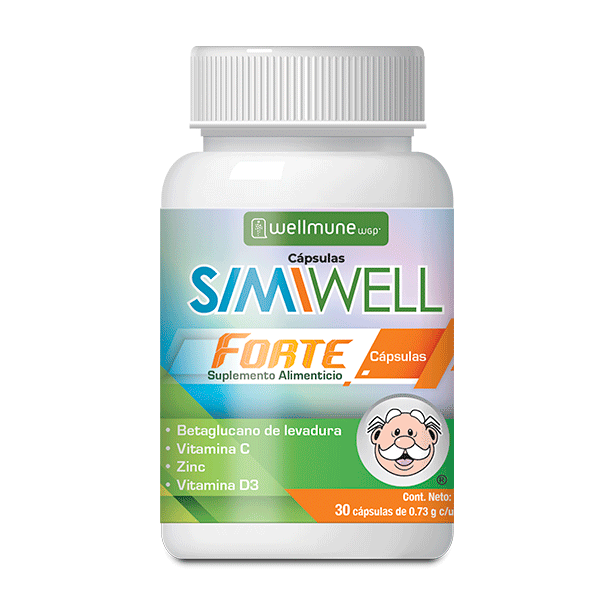 wellmune WGP®
Cápsulas
SIMIWELL
FORTE
Cápsulas
Suplemento Alimenticio
• Betaglucano de levadura
• Vitamina C
• Zinc
• Vitamina D3
®
Cont. Neto:
30 cápsulas de 0.73 g c/u